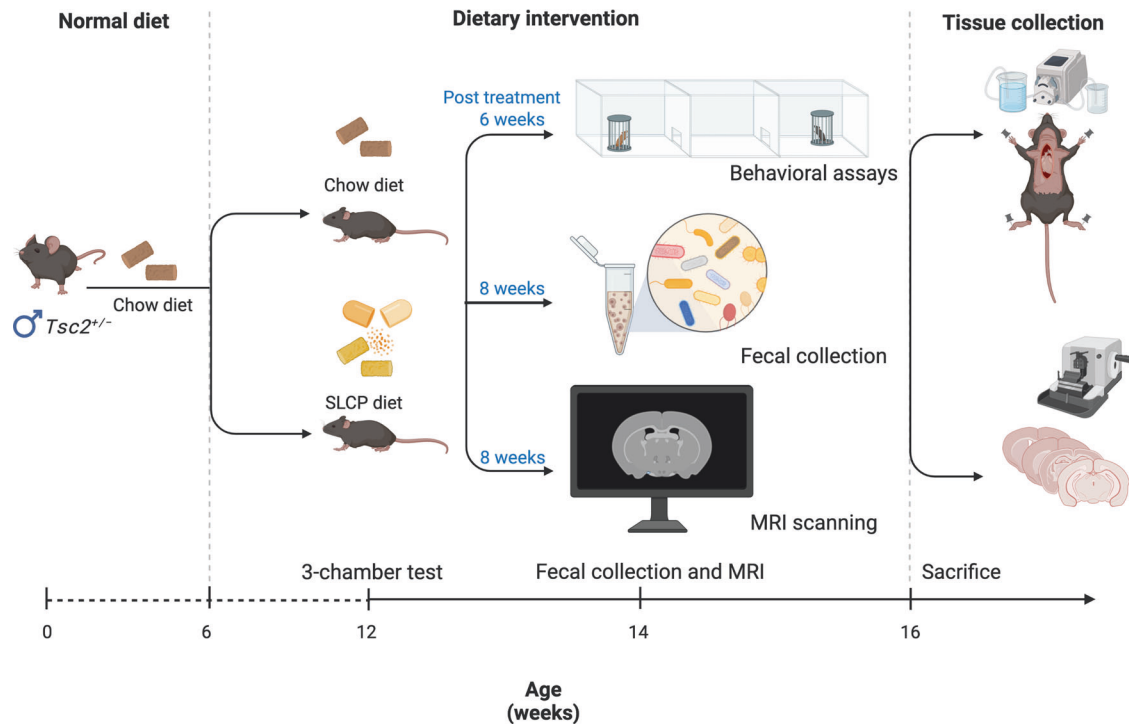 Normal diet
Dietary intervention
Tissue collection
Post treatment
6 weeks
Behavioral assays
Chow diet
Chow diet
♂ Tsc2+/-
8 weeks
Fecal collection
SLCP diet
8 weeks
MRI scanning
3-chamber test
Fecal collection and MRI
Sacrifice
0 6 12 14 16
Age
(weeks)